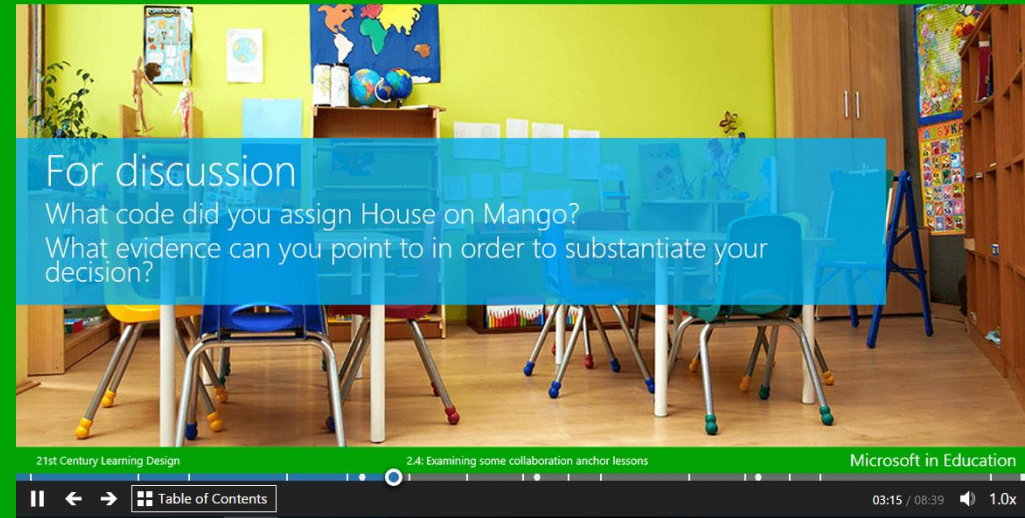 For discussion
What code did you assign House on Mango?
What evidence can you point to in order to substantiate your
decision?
21st Century Learning Design
2.4: Examining some collaboration anchor lessons
Microsoft in Education
Table of Contents
03:15 / 08:39
1.0x